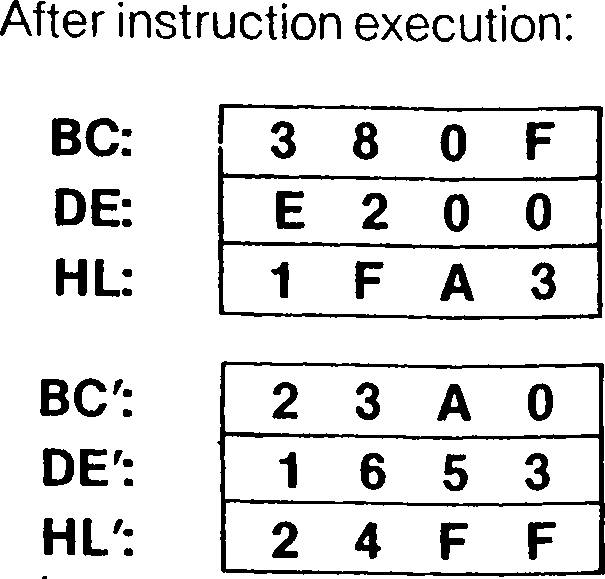 After instruction execution:
BC: 3 8 0 F
DE: E 2 0 0
HL: 1 F A 3
BC′: 2 3 A 0
DE′: 1 6 5 3
HL′: 2 4 F F